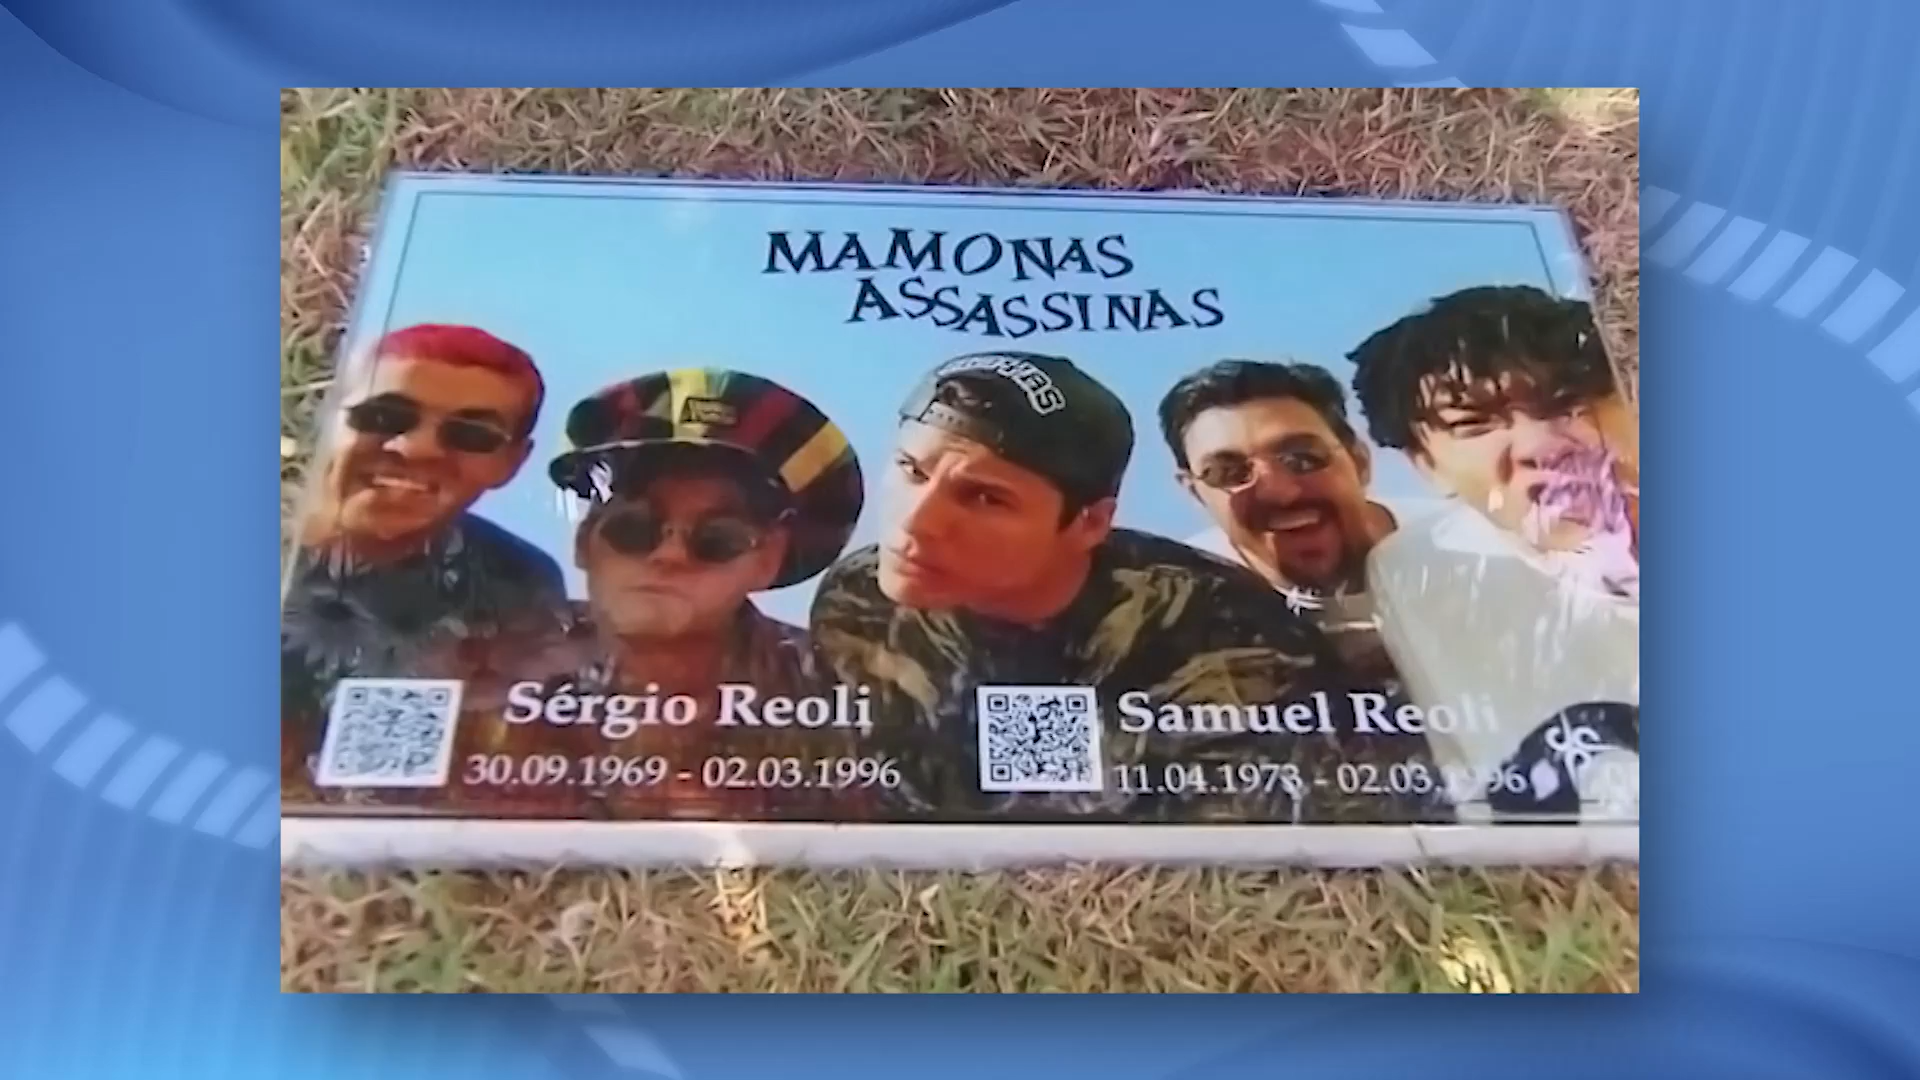 MAMONAS
ASSASSINAS
Sérgio Reoli
30.09.1969 - 02.03.1996
Samuel Reoli
11.04.1973 - 02.03.1996